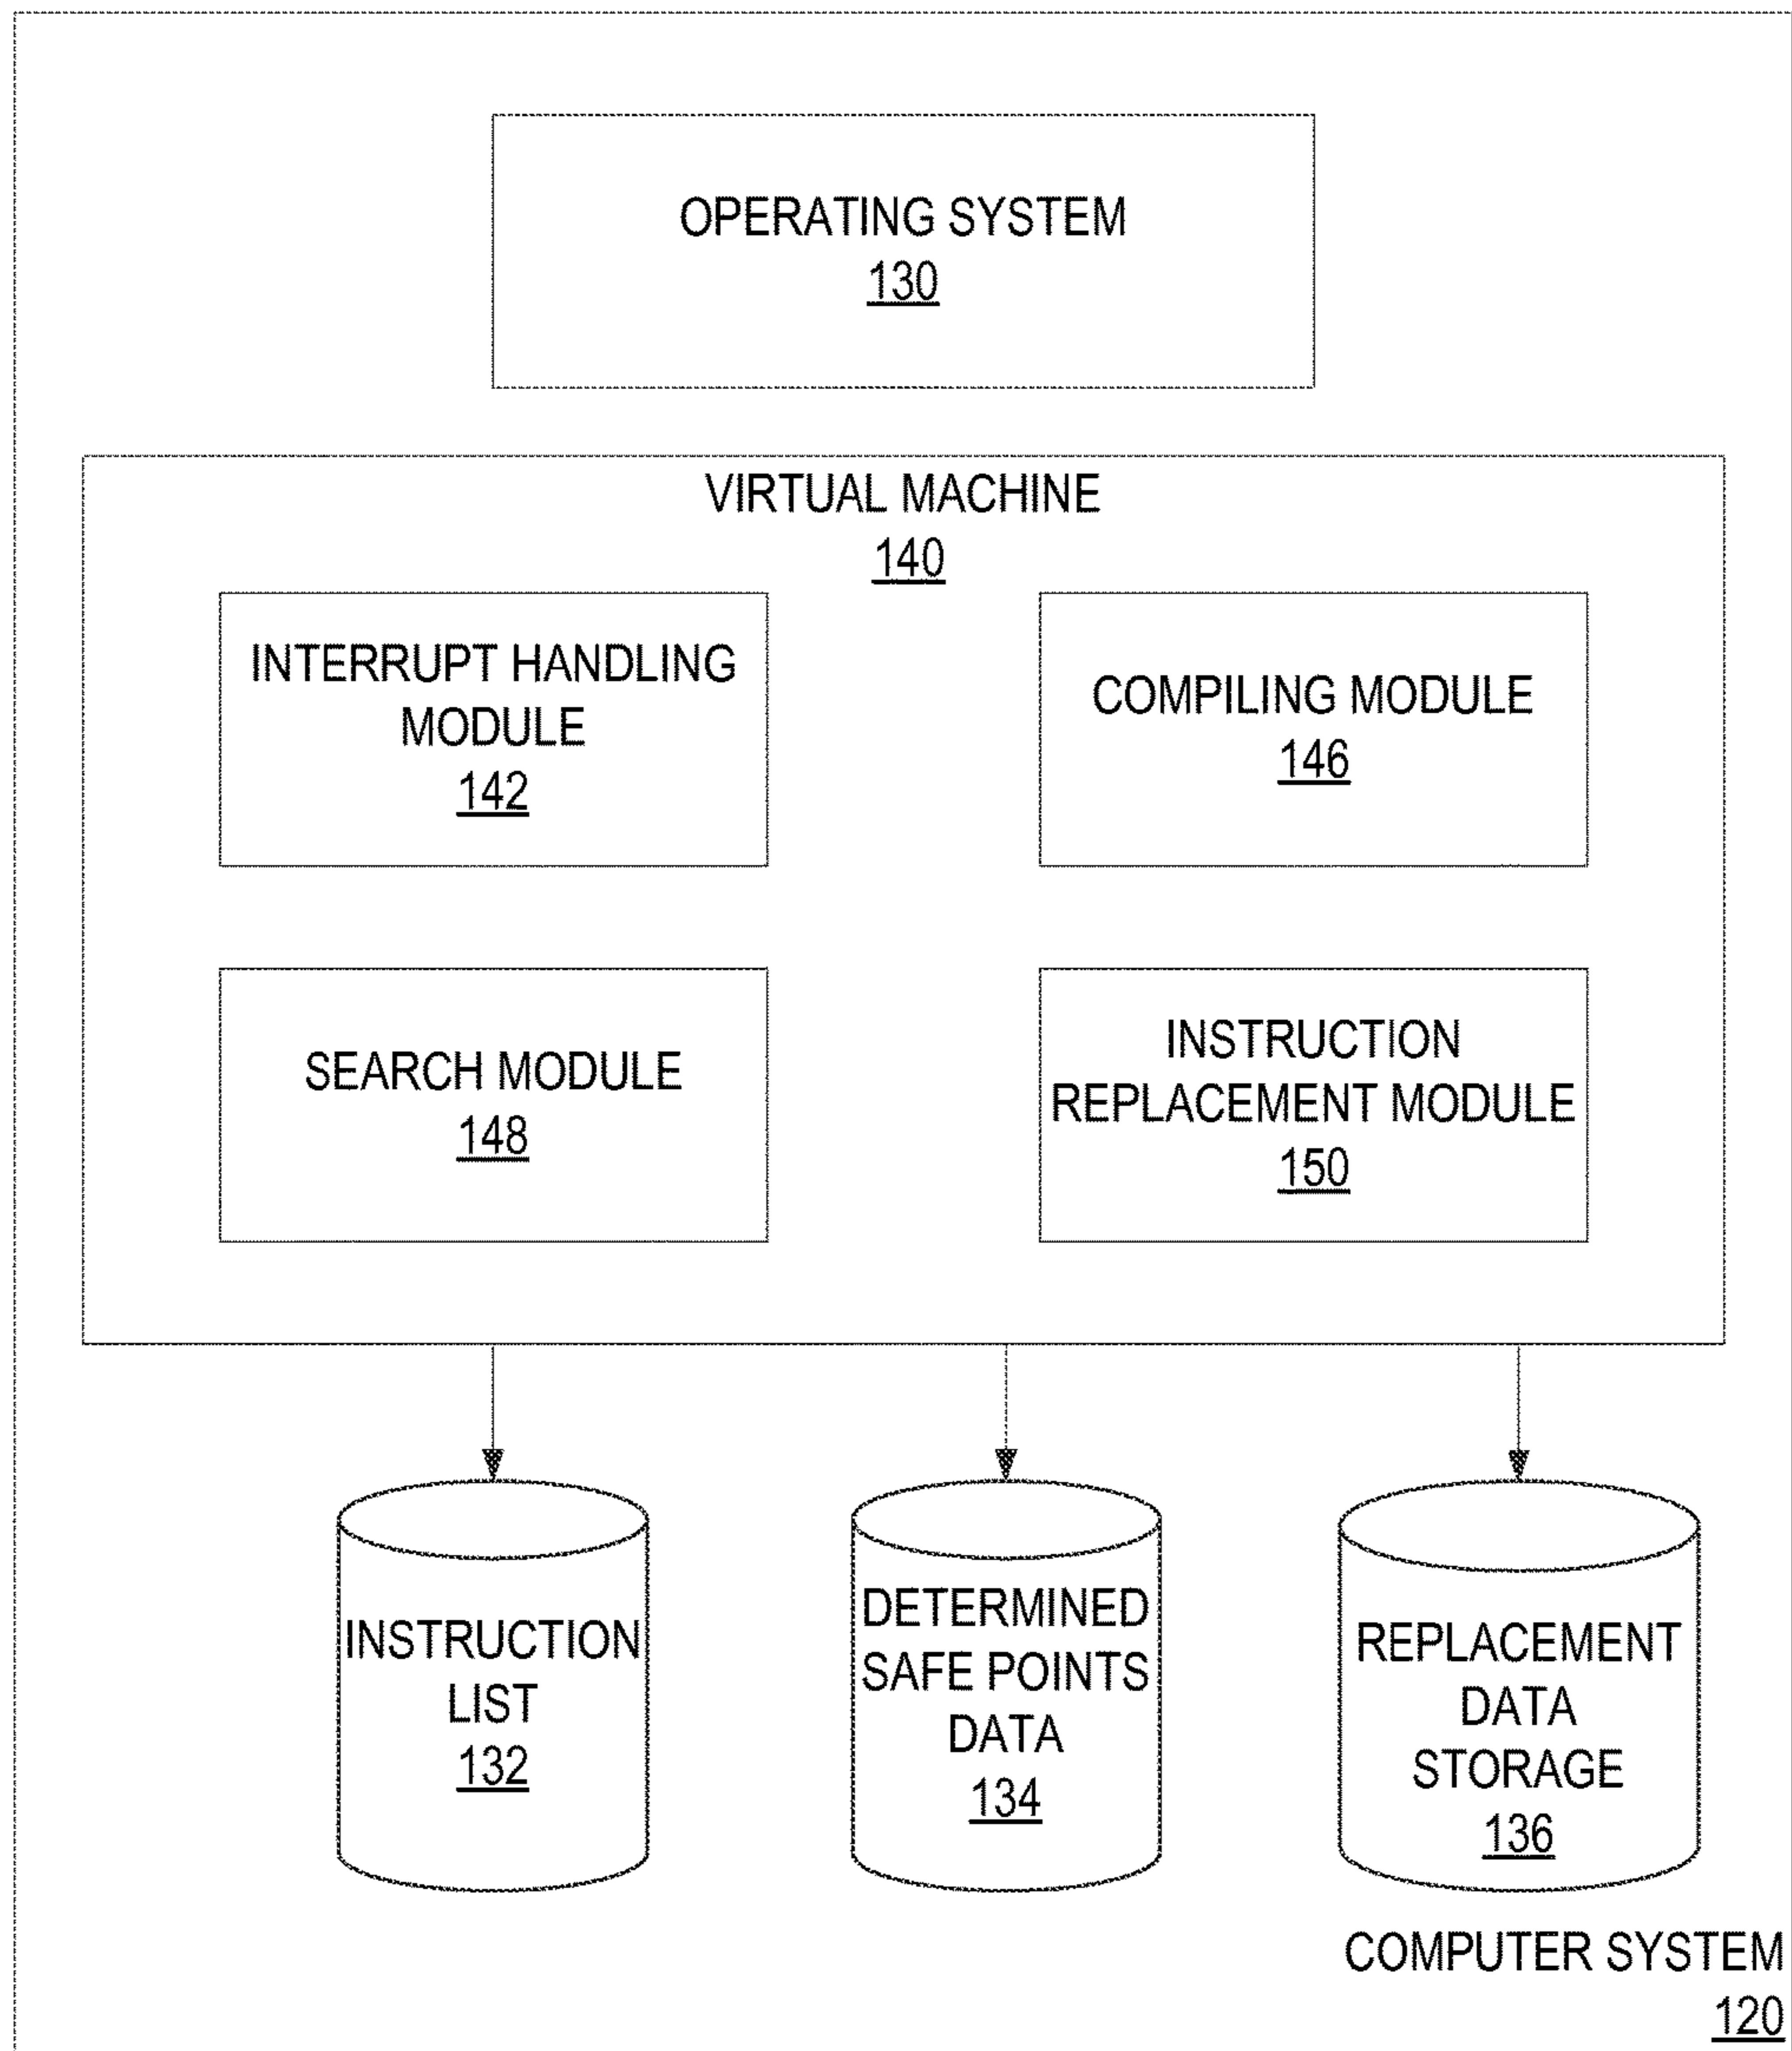 OPERATING SYSTEM
130
VIRTUAL MACHINE
140
INTERRUPT HANDLING
MODULE
142
COMPILING MODULE
146
SEARCH MODULE
148
INSTRUCTION
REPLACEMENT MODULE
150
INSTRUCTION
LIST
132
DETERMINED
SAFE POINTS
DATA
134
REPLACEMENT
DATA
STORAGE
136
COMPUTER SYSTEM
120